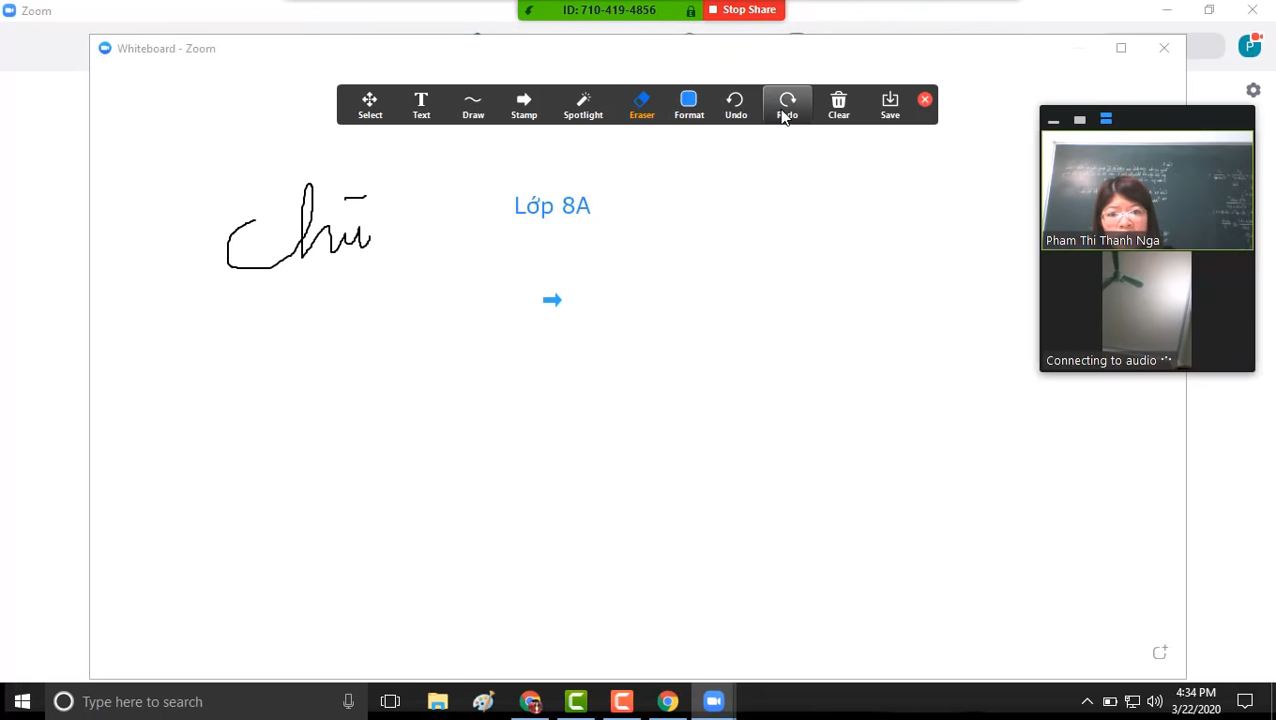 Zoom
ID: 710-419-4856
Stop Share
Whiteboard - Zoom
P
Select
Text
Draw
Stamp
Spotlight
Eraser
Format
Undo
Redo
Clear
Save
Lớp 8A
Pham Thi Thanh Nga
Connecting to audio
Type here to search
4:34 PM
3/22/2020